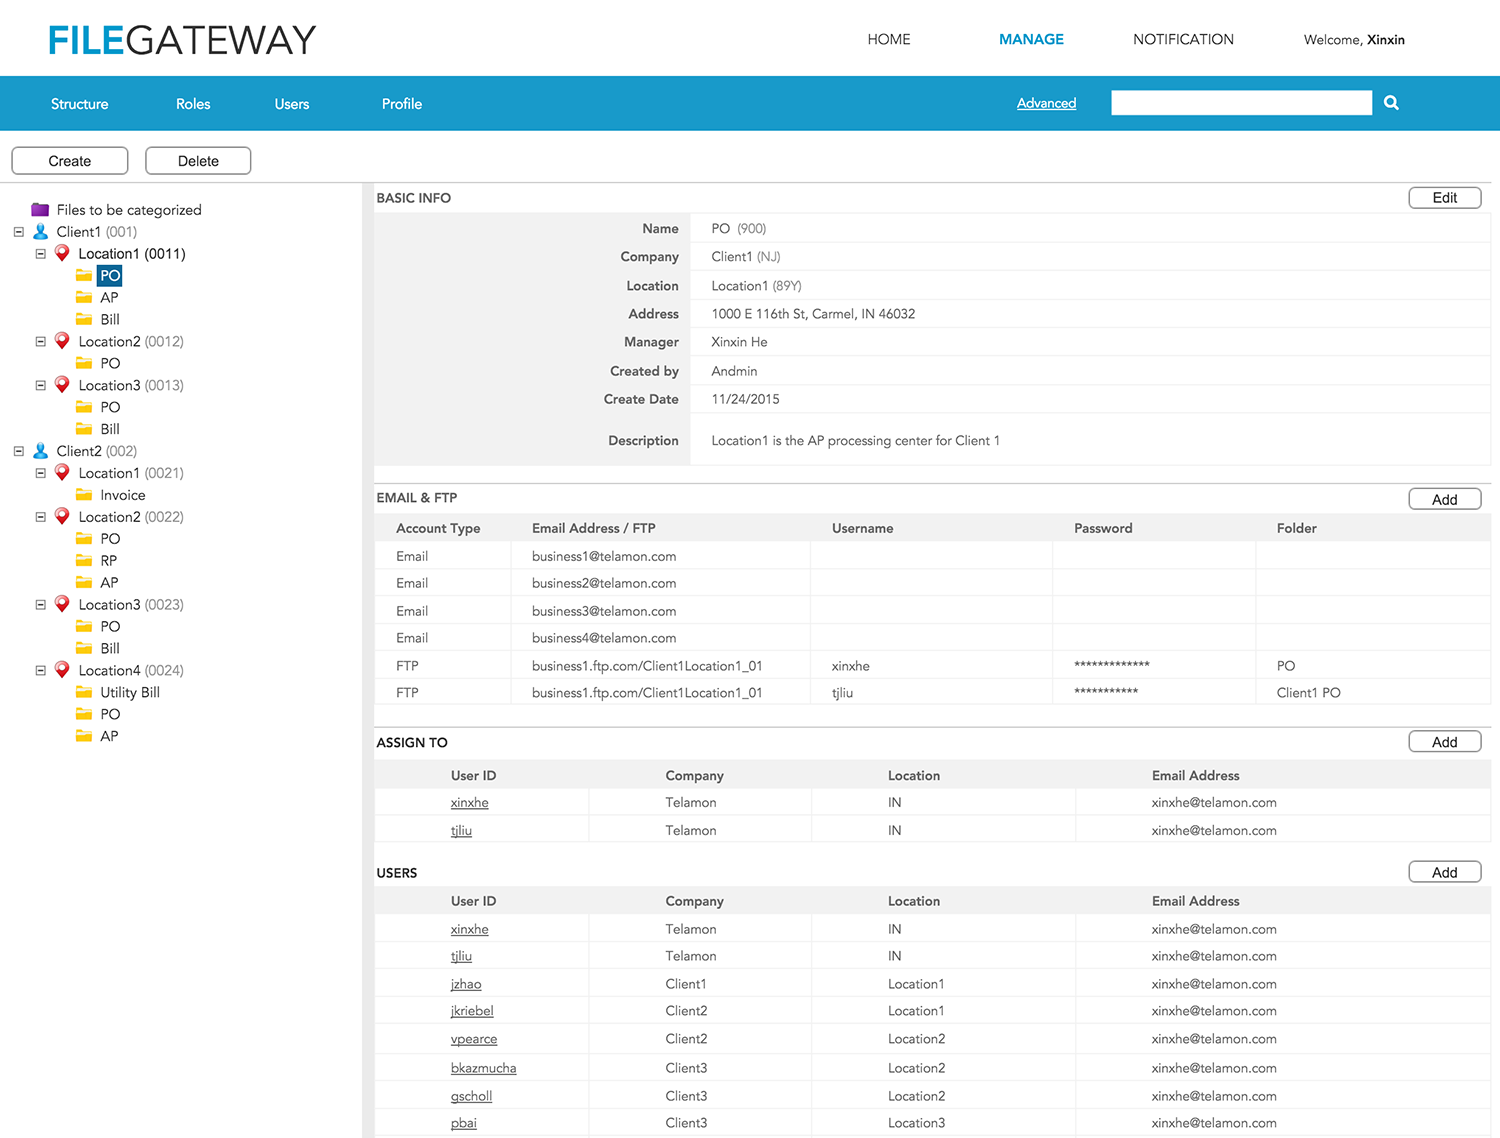 FILEGATEWAY
HOME MANAGE NOTIFICATION Welcome, Xinxin
Structure Roles Users Profile Advanced
Create Delete
Files to be categorized
Client1 (001)
Location1 (0011)
PO
AP
Bill
Location2 (0012)
PO
Location3 (0013)
PO
Bill
Client2 (002)
Location1 (0021)
Invoice
Location2 (0022)
PO
RP
AP
Location3 (0023)
PO
Bill
Location4 (0024)
Utility Bill
PO
AP
BASIC INFO Edit
Name PO (900)
Company Client1 (NJ)
Location Location1 (89Y)
Address 1000 E 116th St, Carmel, IN 46032
Manager Xinxin He
Created by Andmin
Create Date 11/24/2015
Description Location1 is the AP processing center for Client 1
EMAIL & FTP Add
Account Type Email Address / FTP Username Password Folder
Email business1@telamon.com
Email business2@telamon.com
Email business3@telamon.com
Email business4@telamon.com
FTP business1.ftp.com/Client1Location1_01 xinxhe ************* PO
FTP business1.ftp.com/Client1Location1_01 tjliu *********** Client1 PO
ASSIGN TO Add
User ID Company Location Email Address
xinxhe Telamon IN xinxhe@telamon.com
tjliu Telamon IN xinxhe@telamon.com
USERS Add
User ID Company Location Email Address
xinxhe Telamon IN xinxhe@telamon.com
tjliu Telamon IN xinxhe@telamon.com
jzhao Client1 Location1 xinxhe@telamon.com
jkriebel Client2 Location1 xinxhe@telamon.com
vpearce Client2 Location2 xinxhe@telamon.com
bkazmucha Client3 Location2 xinxhe@telamon.com
gscholl Client3 Location2 xinxhe@telamon.com
pbai Client3 Location3 xinxhe@telamon.com